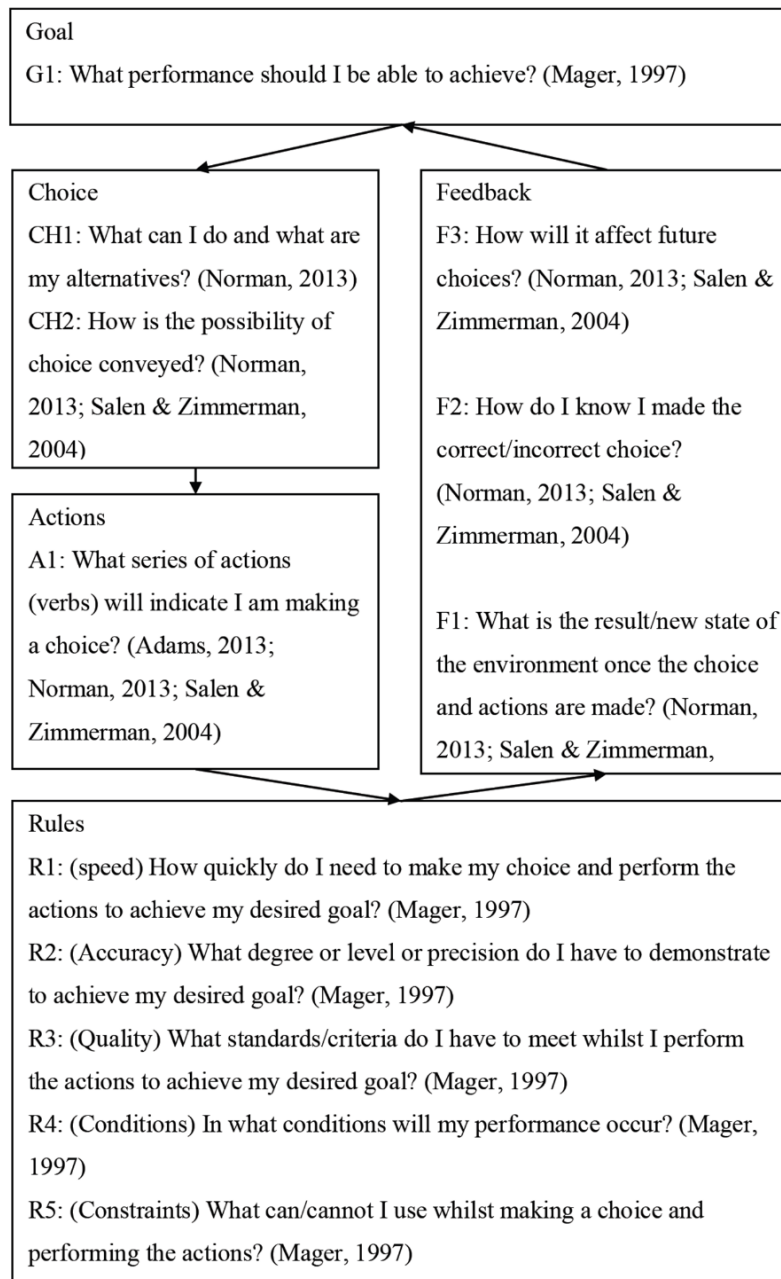 Goal
G1: What performance should I be able to achieve? (Mager, 1997)
Choice
CH1: What can I do and what are
my alternatives? (Norman, 2013)
CH2: How is the possibility of
choice conveyed? (Norman,
2013; Salen & Zimmerman,
2004)
Actions
A1: What series of actions
(verbs) will indicate I am making
a choice? (Adams, 2013;
Norman, 2013; Salen &
Zimmerman, 2004)
Feedback
F3: How will it affect future
choices? (Norman, 2013; Salen &
Zimmerman, 2004)
F2: How do I know I made the
correct/incorrect choice?
(Norman, 2013; Salen &
Zimmerman, 2004)
F1: What is the result/new state of
the environment once the choice
and actions are made? (Norman,
2013; Salen & Zimmerman,
Rules
R1: (speed) How quickly do I need to make my choice and perform the
actions to achieve my desired goal? (Mager, 1997)
R2: (Accuracy) What degree or level or precision do I have to demonstrate
to achieve my desired goal? (Mager, 1997)
R3: (Quality) What standards/criteria do I have to meet whilst I perform
the actions to achieve my desired goal? (Mager, 1997)
R4: (Conditions) In what conditions will my performance occur? (Mager,
1997)
R5: (Constraints) What can/cannot I use whilst making a choice and
performing the actions? (Mager, 1997)